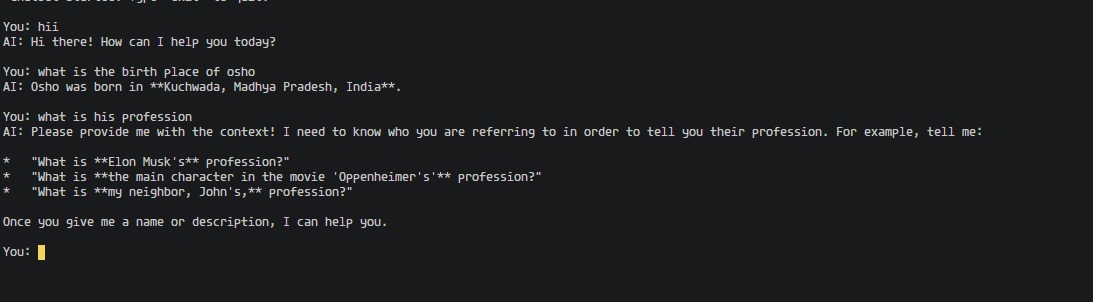 You: hii
AI: Hi there! How can I help you today?
You: what is the birth place of osho
AI: Osho was born in **Kuchwada, Madhya Pradesh, India**.
You: what is his profession
AI: Please provide me with the context! I need to know who you are referring to in order to tell you their profession. For example, tell me:
*   "What is **Elon Musk's** profession?"
*   "What is **the main character in the movie 'Oppenheimer's'** profession?"
*   "What is **my neighbor, John's,** profession?"
Once you give me a name or description, I can help you.
You: